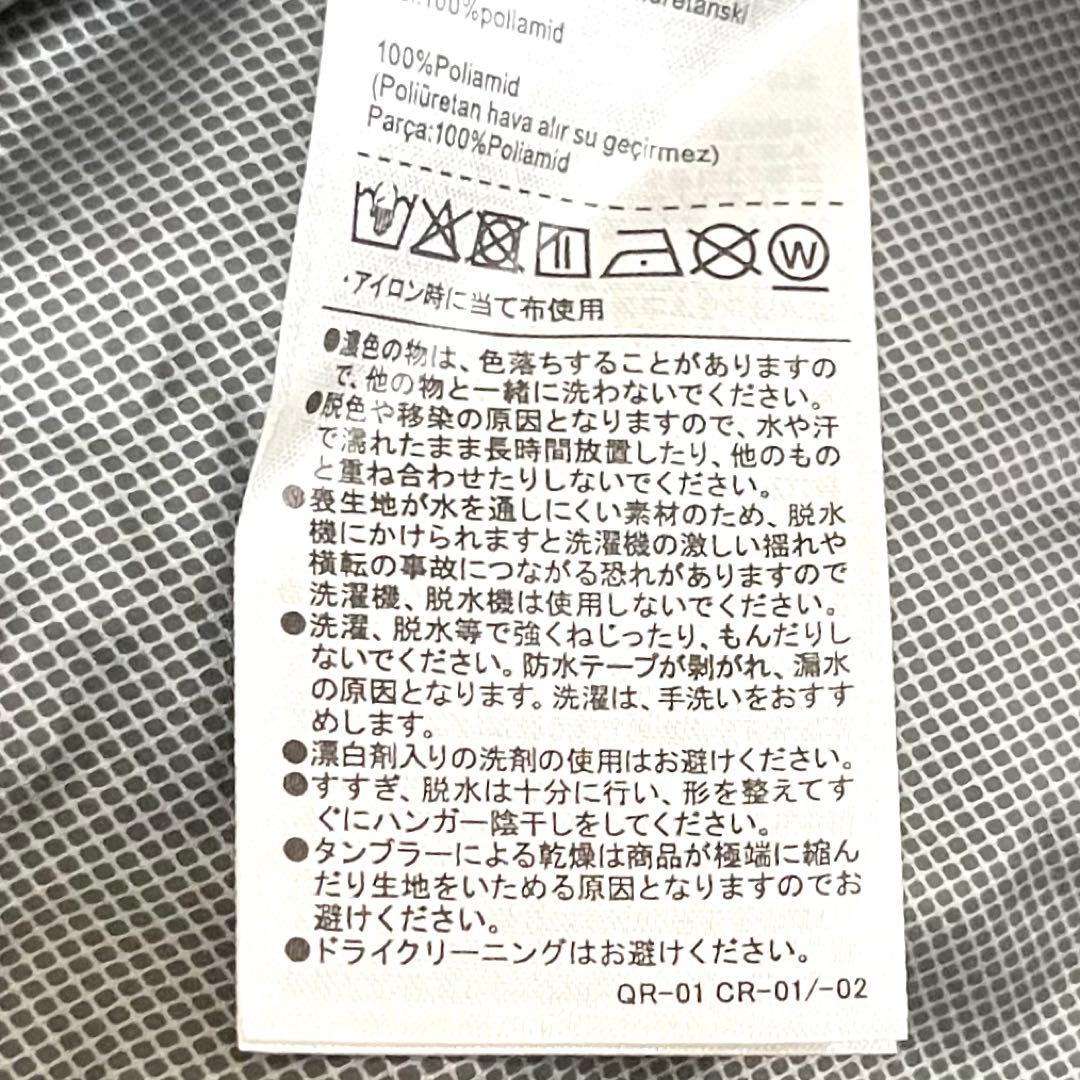 100%poliamid
100%Poliamid
(Poliüretan hava alır su geçirmez)
Parça:100%Poliamid
W
・アイロン時に当て布使用
●濃色の物は、色落ちすることがありますの
で、他の物と一緒に洗わないでください。
●脱色や移染の原因となりますので、水や汗
で濡れたまま長時間放置したり、他のもの
と重ね合わせたりしないでください。
●表生地が水を通しにくい素材のため、脱水
機にかけられますと洗濯機の激しい揺れや
横転の事故につながる恐れがありますので
洗濯機、脱水機は使用しないでください。
●洗濯、脱水等で強くねじったり、もんだりし
ないでください。防水テープが剥がれ、漏水
の原因となります。洗濯は、手洗いをおすす
めします。
●漂白剤入りの洗剤の使用はお避けください。
●すすぎ、脱水は十分に行い、形を整えてす
ぐにハンガー陰干しをしてください。
●タンブラーによる乾燥は商品が極端に縮ん
だり生地をいためる原因となりますのでお
避けください。
●ドライクリーニングはお避けください。
QR-01 CR-01/-02